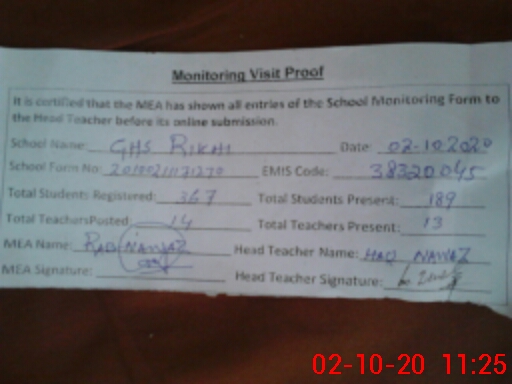 Monitoring Visit Proof
It is certified that the MEA has shown all entries of the School Monitoring Form to
the Head Teacher before its online submission.
School Name: GHS RIKHI Date: 02-10-2020
School Form No: EMIS Code: 38320045
Total Students Registered: 367 Total Students Present: 189
Total TeachersPosted: 14 Total Teachers Present: 13
MEA Name: RAB NAWAZ Head Teacher Name: HAQ NAWAZ
MEA Signature: Head Teacher Signature:
02-10-20 11:25